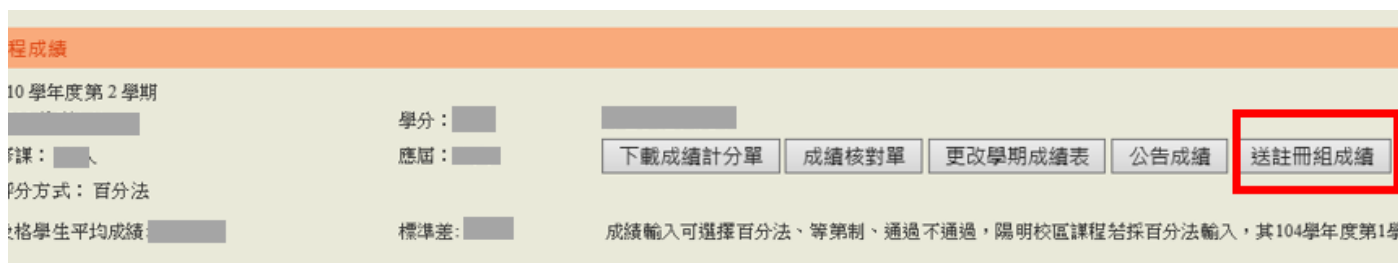 程成績
10 學年度第 2 學期
學分：
課： 人
應屆：
下載成績計分單 成績核對單 更改學期成績表 公告成績 送註冊組成績
分方式： 百分法
格學生平均成績:
標準差:
成績輸入可選擇百分法、等第制、通過不通過，陽明校區課程若採百分法輸入，其104學年度第1學